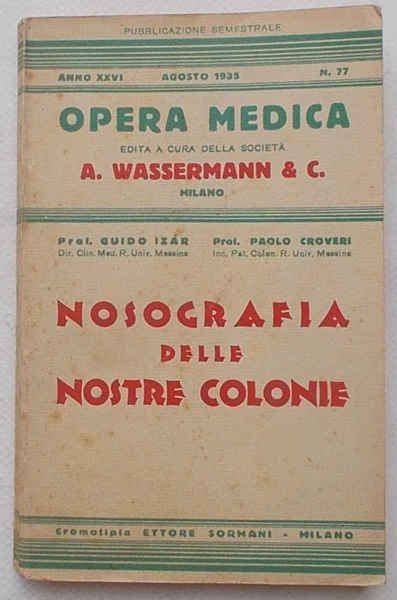 PUBBLICAZIONE SEMESTRALE
ANNO XXVI AGOSTO 1935 N. 77
OPERA MEDICA
EDITA A CURA DELLA SOCIETÀ
A. WASSERMANN & C.
MILANO
Prof. GUIDO IZAR Prof. PAOLO CROVERI
Dir. Clin. Med. R. Univ. Messina Inc. Pat. Colon. R. Univ. Messina
NOSOGRAFIA
DELLE
NOSTRE COLONIE
Cromotipia ETTORE SORMANI - MILANO